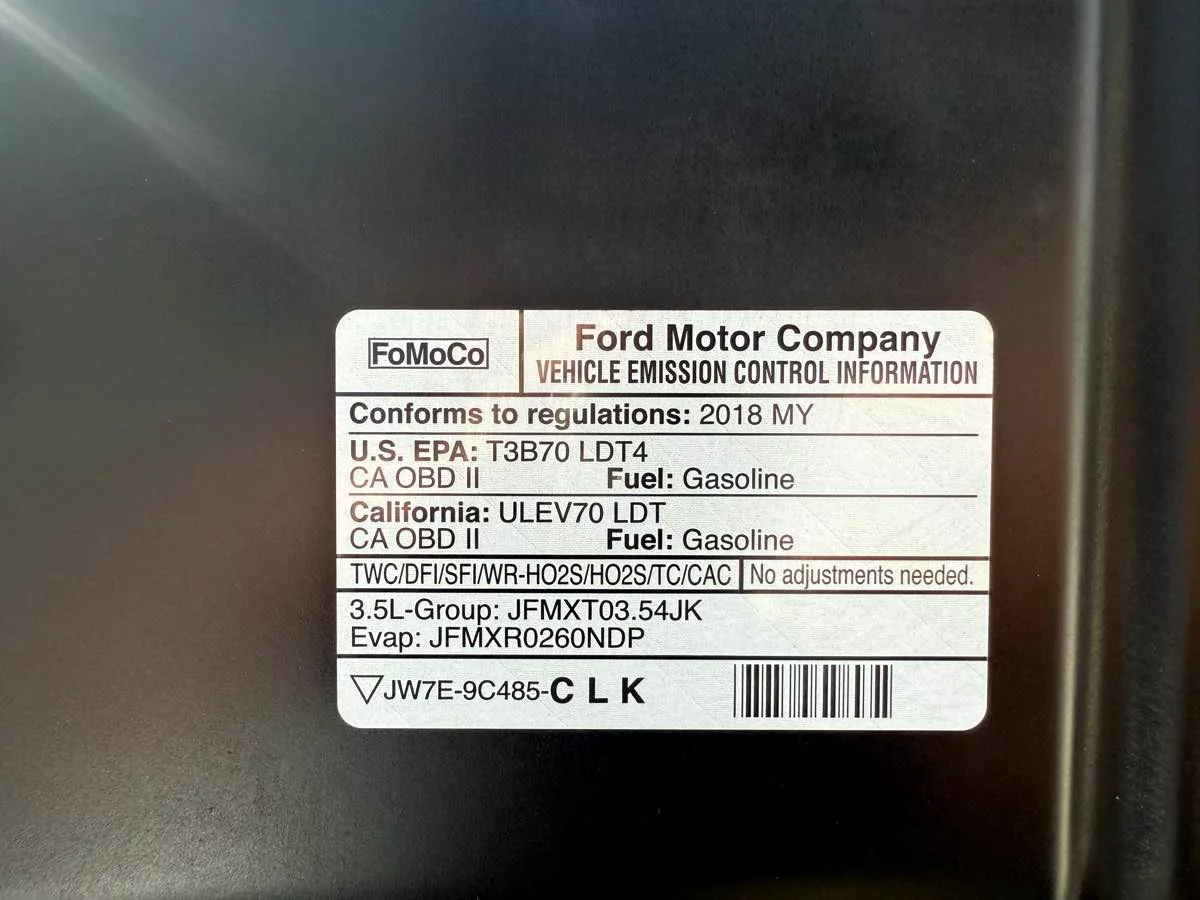 FoMoCo
Ford Motor Company
VEHICLE EMISSION CONTROL INFORMATION
Conforms to regulations: 2018 MY
U.S. EPA: T3B70 LDT4
CA OBD II Fuel: Gasoline
California: ULEV70 LDT
CA OBD II Fuel: Gasoline
TWC/DFI/SFI/WR-HO2S/HO2S/TC/CAC No adjustments needed.
3.5L-Group: JFMXT03.54JK
Evap: JFMXR0260NDP
JW7E-9C485-C L K